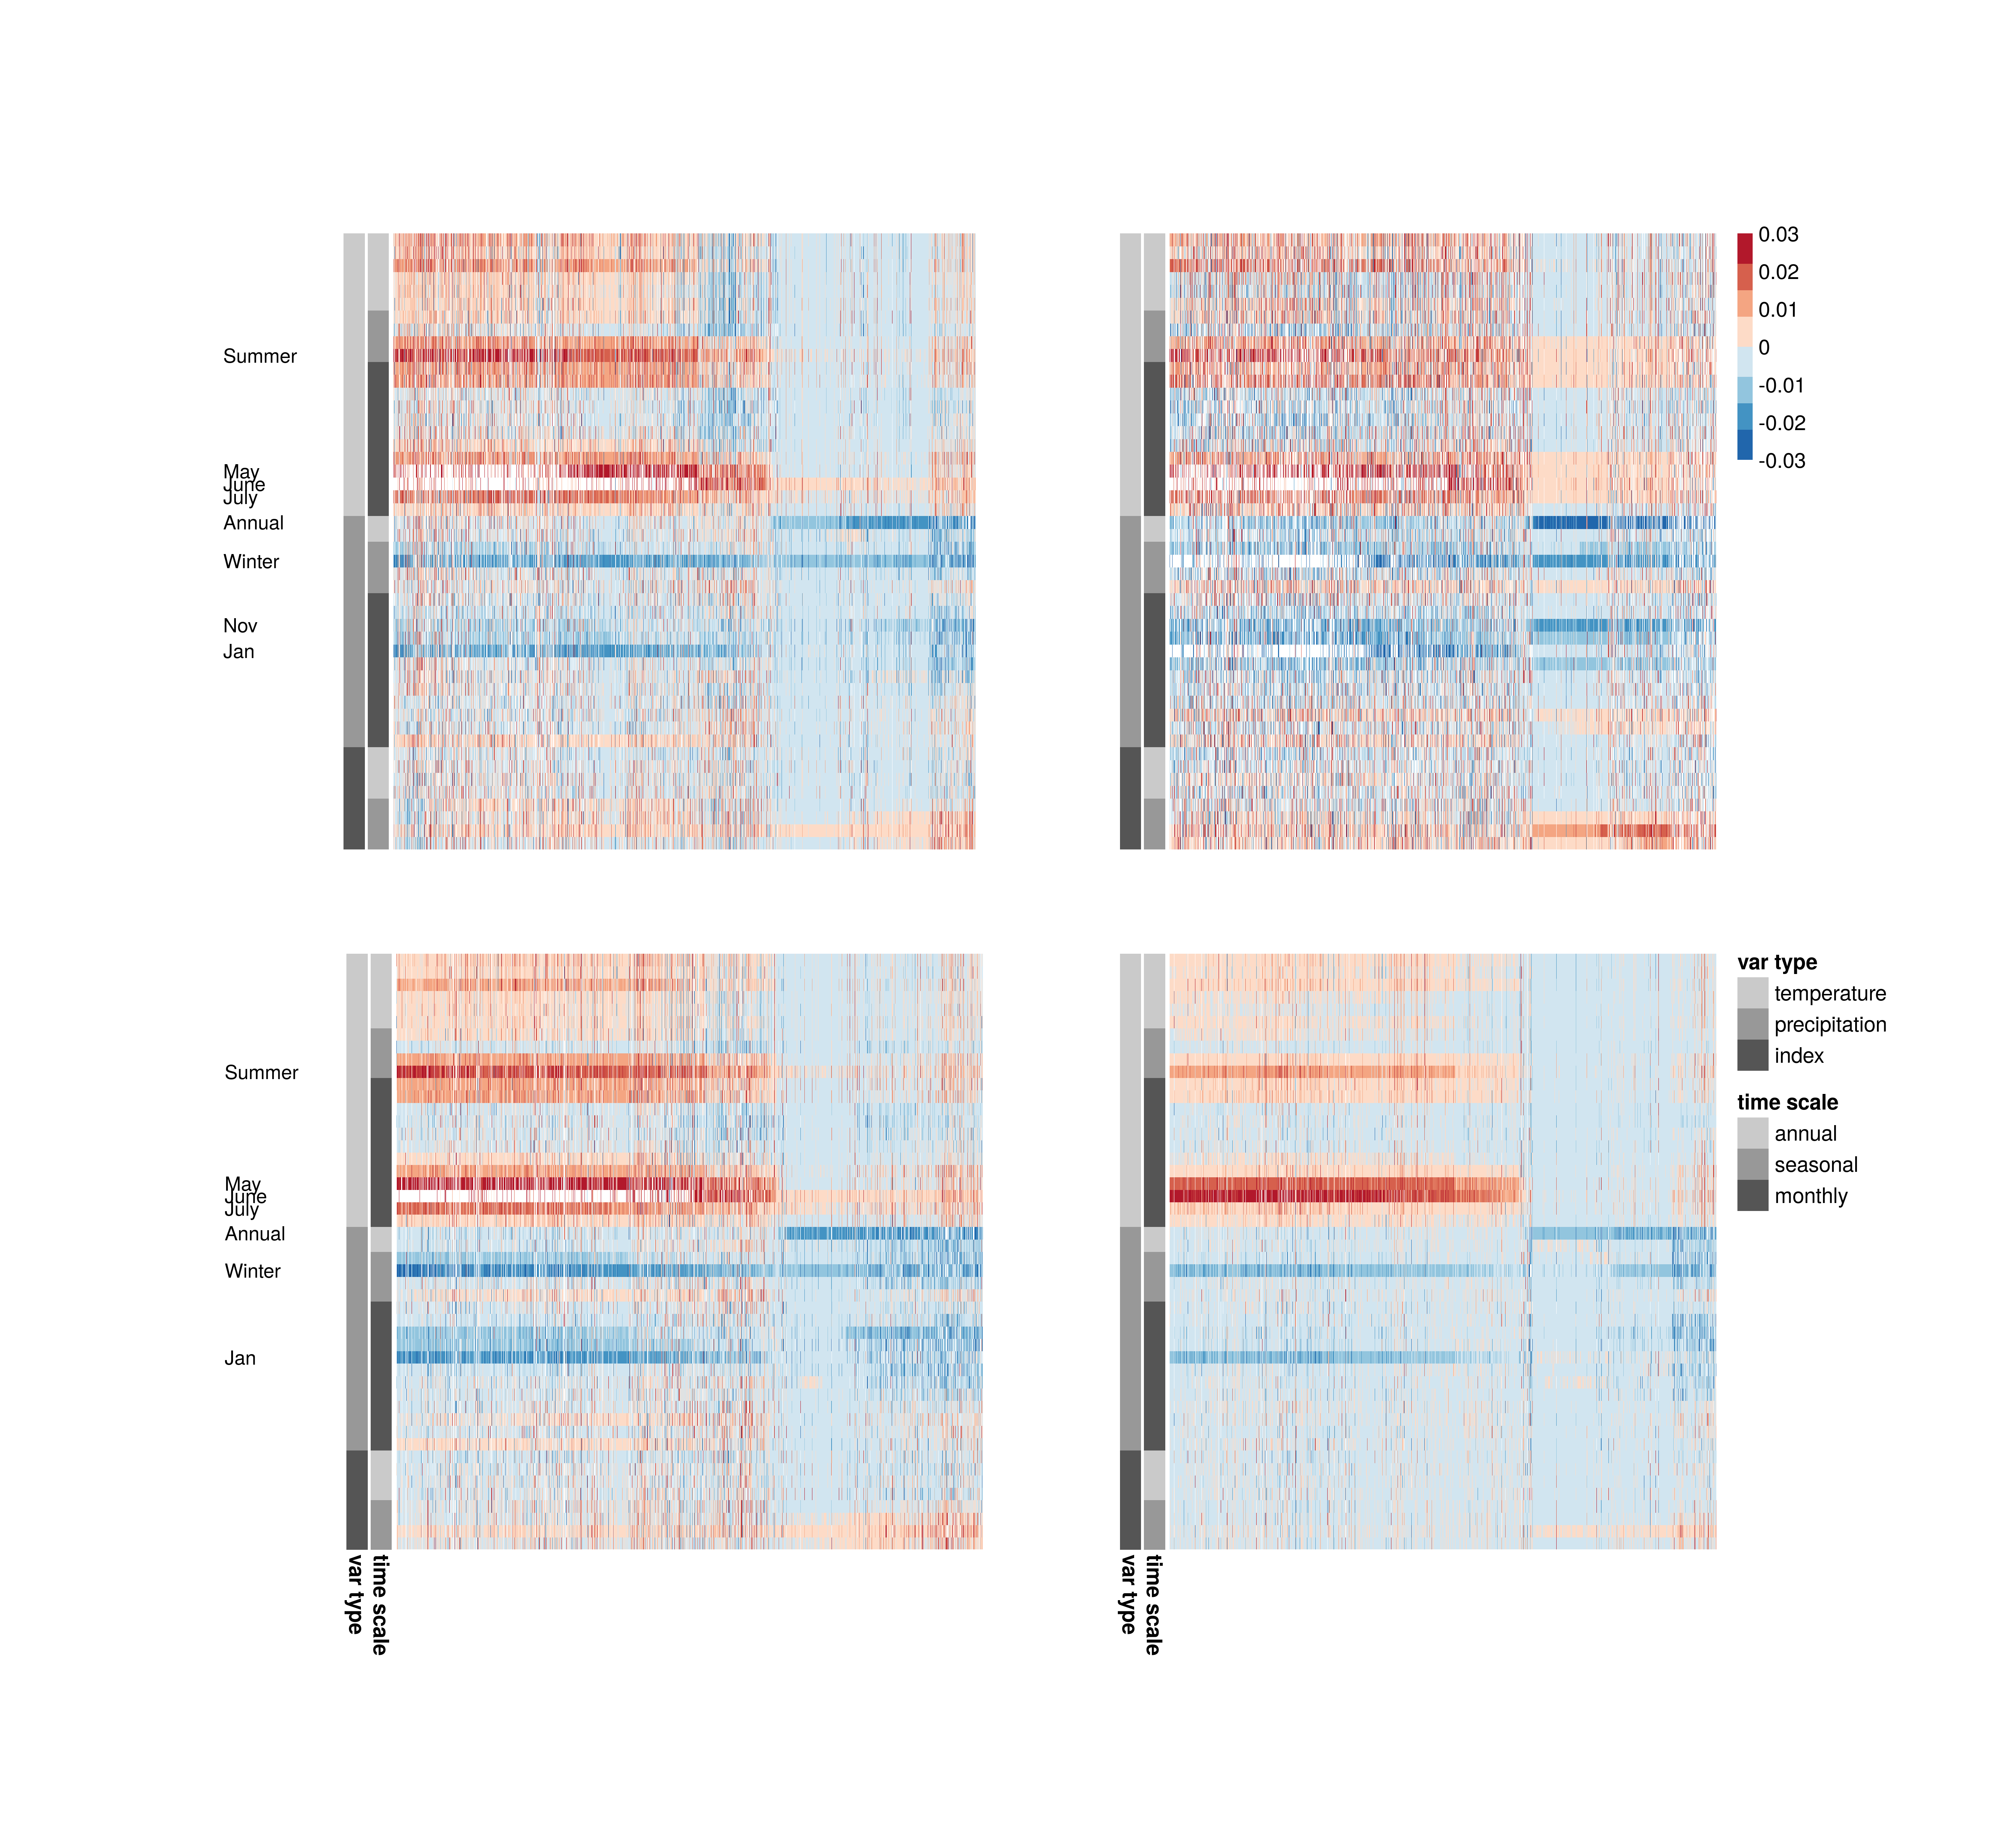 Summer
May
June
July
Annual
Winter
Nov
Jan
0.03
0.02
0.01
0
-0.01
-0.02
-0.03
Summer
May
June
July
Annual
Winter
Jan
var type
temperature
precipitation
index
time scale
annual
seasonal
monthly
var type
time scale
var type
time scale